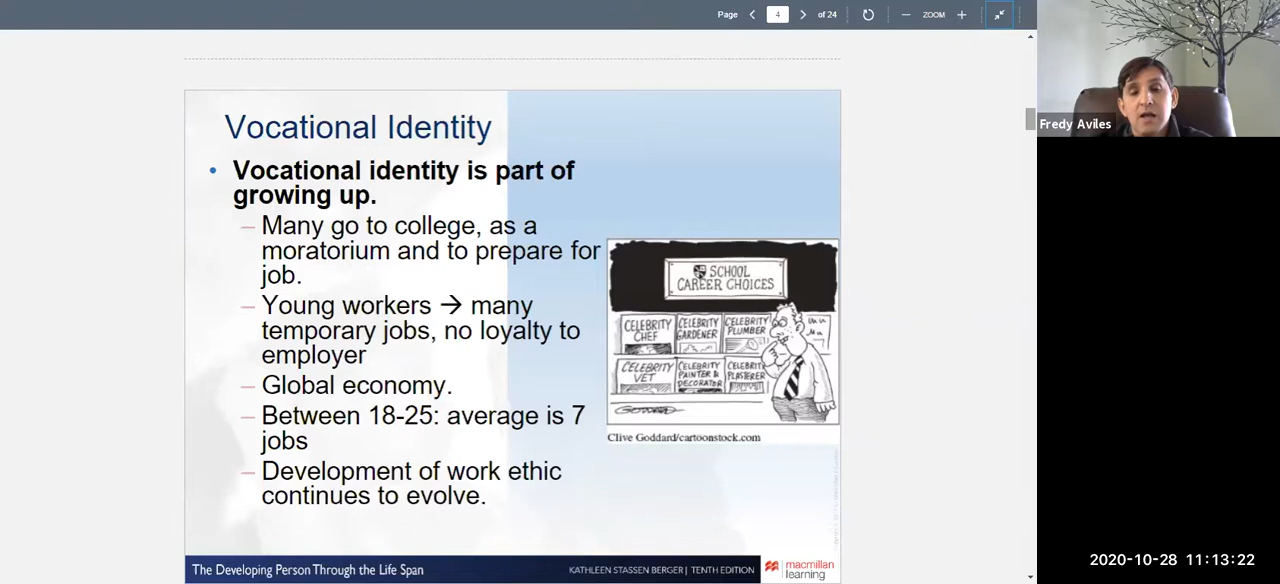 Page 4 of 24 ZOOM
Fredy Aviles
Vocational Identity
• Vocational identity is part of
growing up.
– Many go to college, as a
moratorium and to prepare for
job.
– Young workers → many
temporary jobs, no loyalty to
employer
– Global economy.
– Between 18-25: average is 7
jobs
– Development of work ethic
continues to evolve.
SCHOOL
CAREER CHOICES
CELEBRITY
CHEF
CELEBRITY
GARDENER
CELEBRITY
PLUMBER
CELEBRITY
VET
CELEBRITY
PAINTER &
DECORATOR
CELEBRITY
PLASTERER
GODDARD
Clive Goddard/cartoonstock.com
The Developing Person Through the Life Span
KATHLEEN STASSEN BERGER | TENTH EDITION
macmillan
learning
2020-10-28 11:13:22